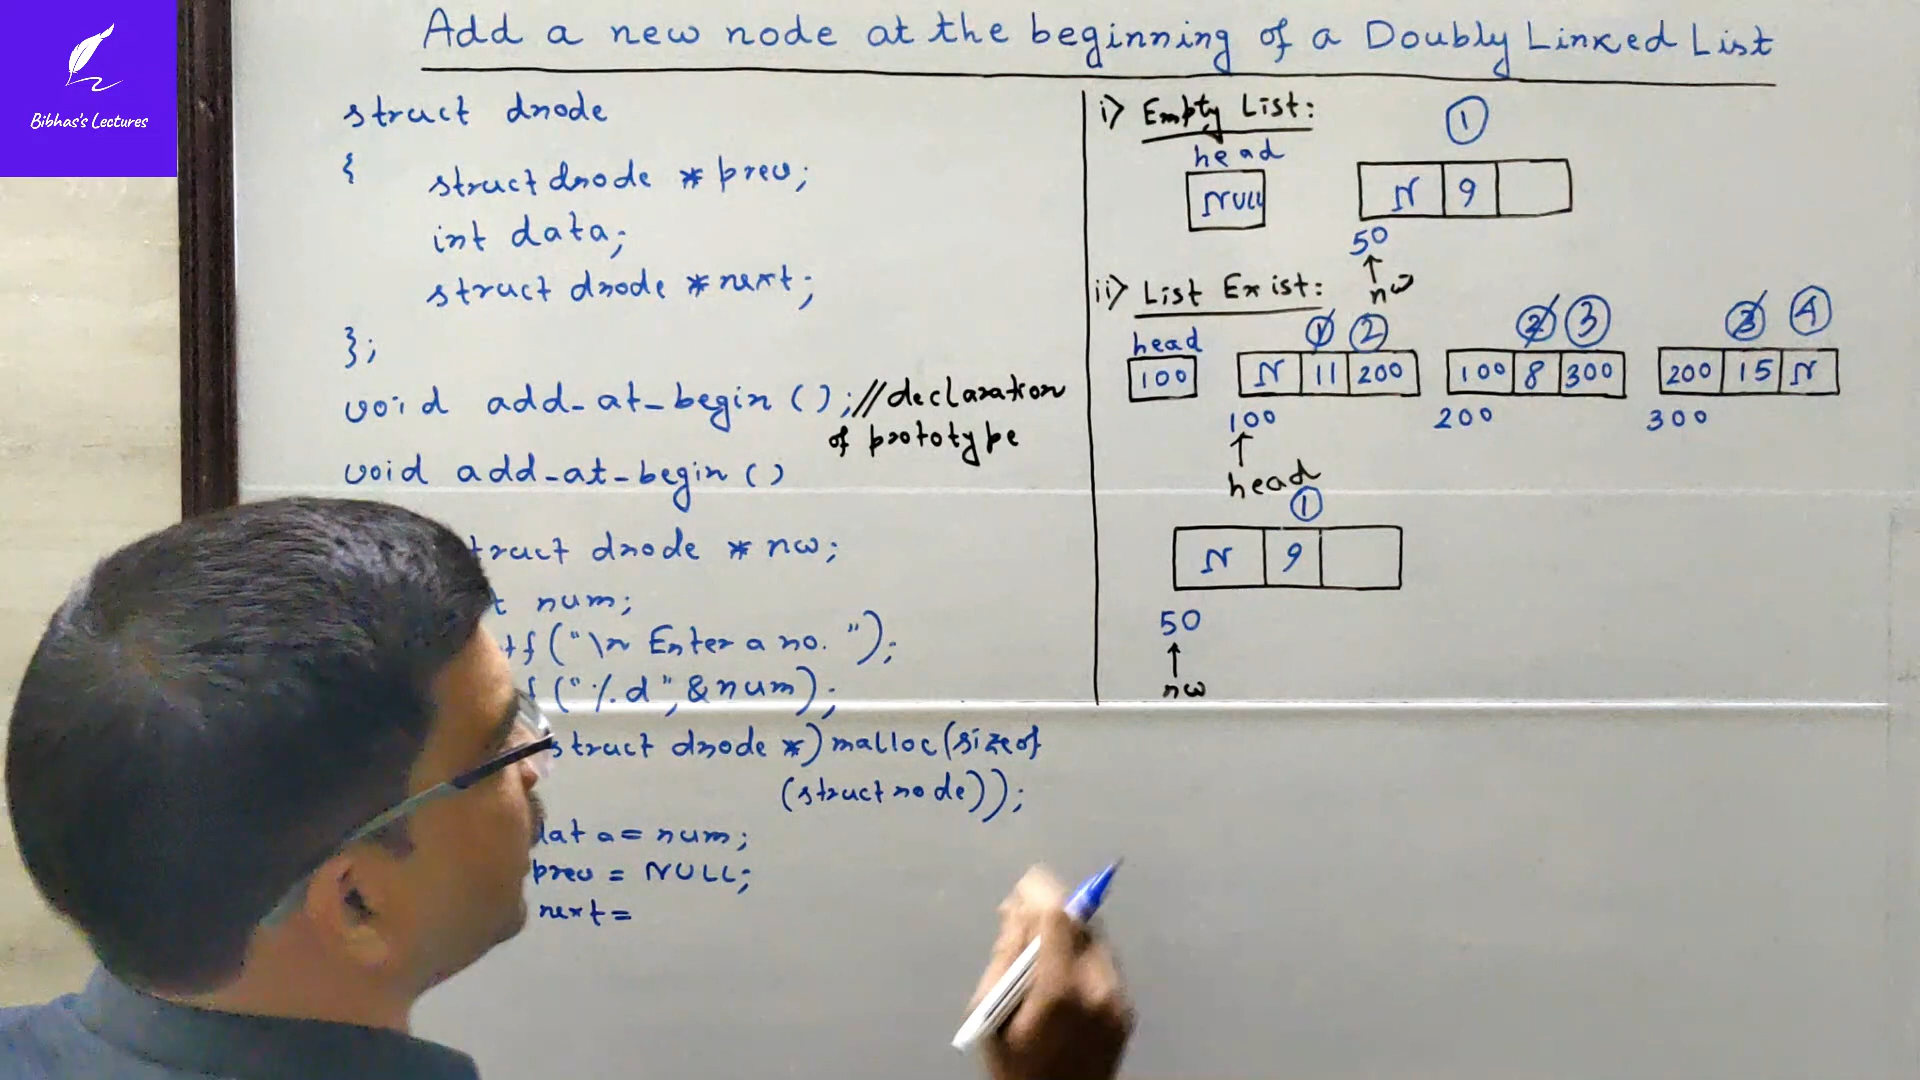 Bibhas's Lectures
Add a new node at the beginning of a Doubly Linked List
struct dnode
{ struct dnode * prev;
int data;
struct dnode *next;
};
void add_at_begin (); //declaration
of prototype
void add_at_begin ()
truct dnode * nw;
t num;
tf ("\n Enter a no. ");
f ("%d", &num);
struct dnode *) malloc (sizeof
(struct node));
data = num;
prev = NULL;
next =
i) Empty List: 1
head
NULL N 9
50
nw
ii) List Exist:
1 2 2 3 3 4
head
100 N 11 200 100 8 300 200 15 N
100 200 300
head
1
N 9
50
nw